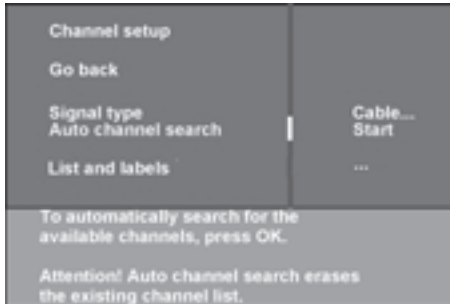 Channel setup
Go back
Signal type Cable...
Auto channel search Start
List and labels ...
To automatically search for the
available channels, press OK.
Attention! Auto channel search erases
the existing channel list.